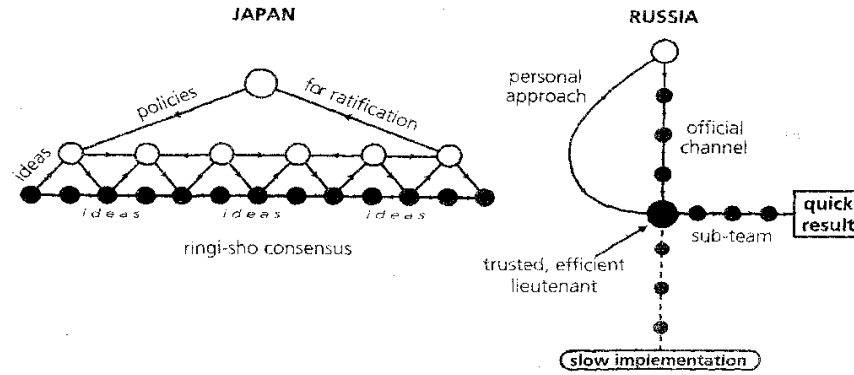 JAPAN
policies
for ratification
ideas
ideas
ideas
ideas
ringi-sho consensus
RUSSIA
personal
approach
official
channel
quick
result
sub-team
trusted, efficient
lieutenant
slow implementation